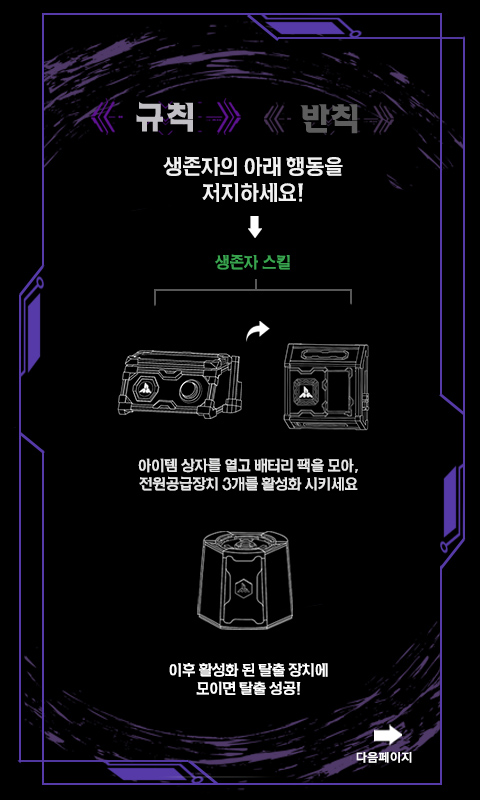 규칙 반칙
생존자의 아래 행동을
저지하세요!
생존자 스킬
아이템 상자를 열고 배터리 팩을 모아,
전원공급장치 3개를 활성화 시키세요
이후 활성화 된 탈출 장치에
모이면 탈출 성공!
다음페이지